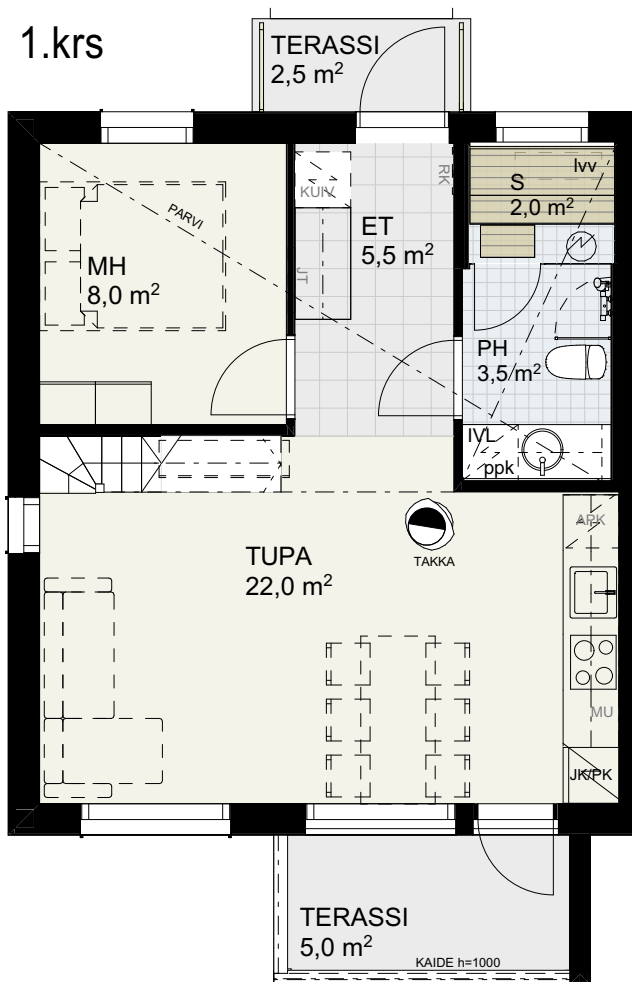 1.krs
TERASSI
2,5 m²
KUIV.
RK
lvv
S
2,0 m²
PARVI
ET
5,5 m²
MH
8,0 m²
JT
PH
3,5 m²
IVL
ppk
APK
TAKKA
TUPA
22,0 m²
MU
JK/PK
TERASSI
5,0 m²
KAIDE h=1000